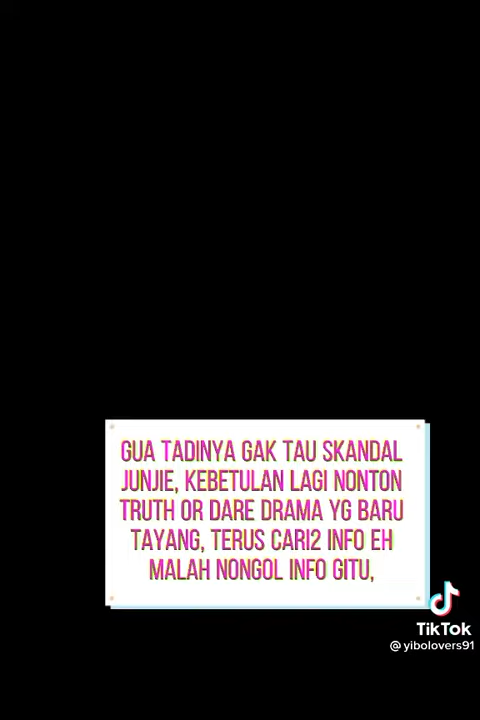 GUA TADINYA GAK TAU SKANDAL
JUNJIE, KEBETULAN LAGI NONTON
TRUTH OR DARE DRAMA YG BARU
TAYANG, TERUS CARI2 INFO EH
MALAH NONGOL INFO GITU,
TikTok
@yibolovers91